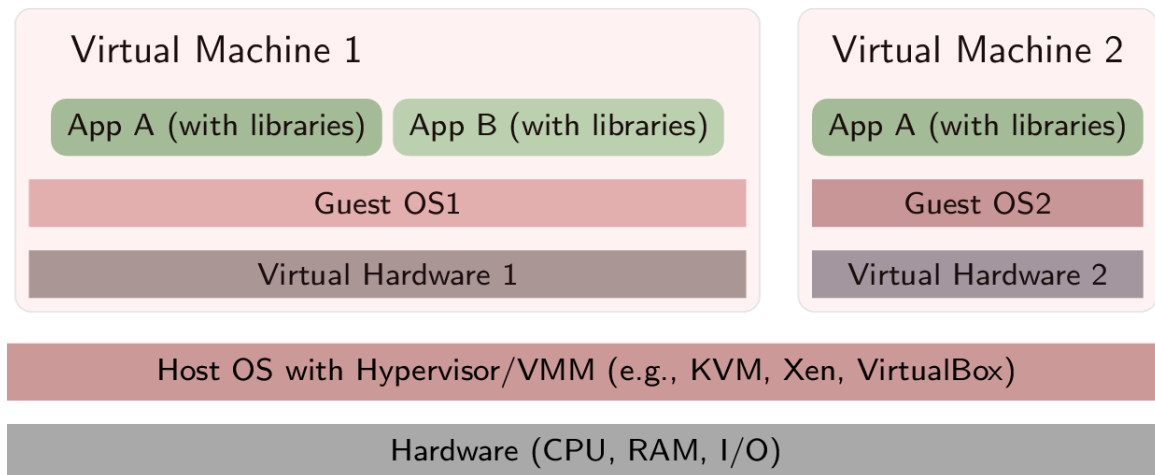 Virtual Machine 1
App A (with libraries)
App B (with libraries)
Guest OS1
Virtual Hardware 1
Virtual Machine 2
App A (with libraries)
Guest OS2
Virtual Hardware 2
Host OS with Hypervisor/VMM (e.g., KVM, Xen, VirtualBox)
Hardware (CPU, RAM, I/O)